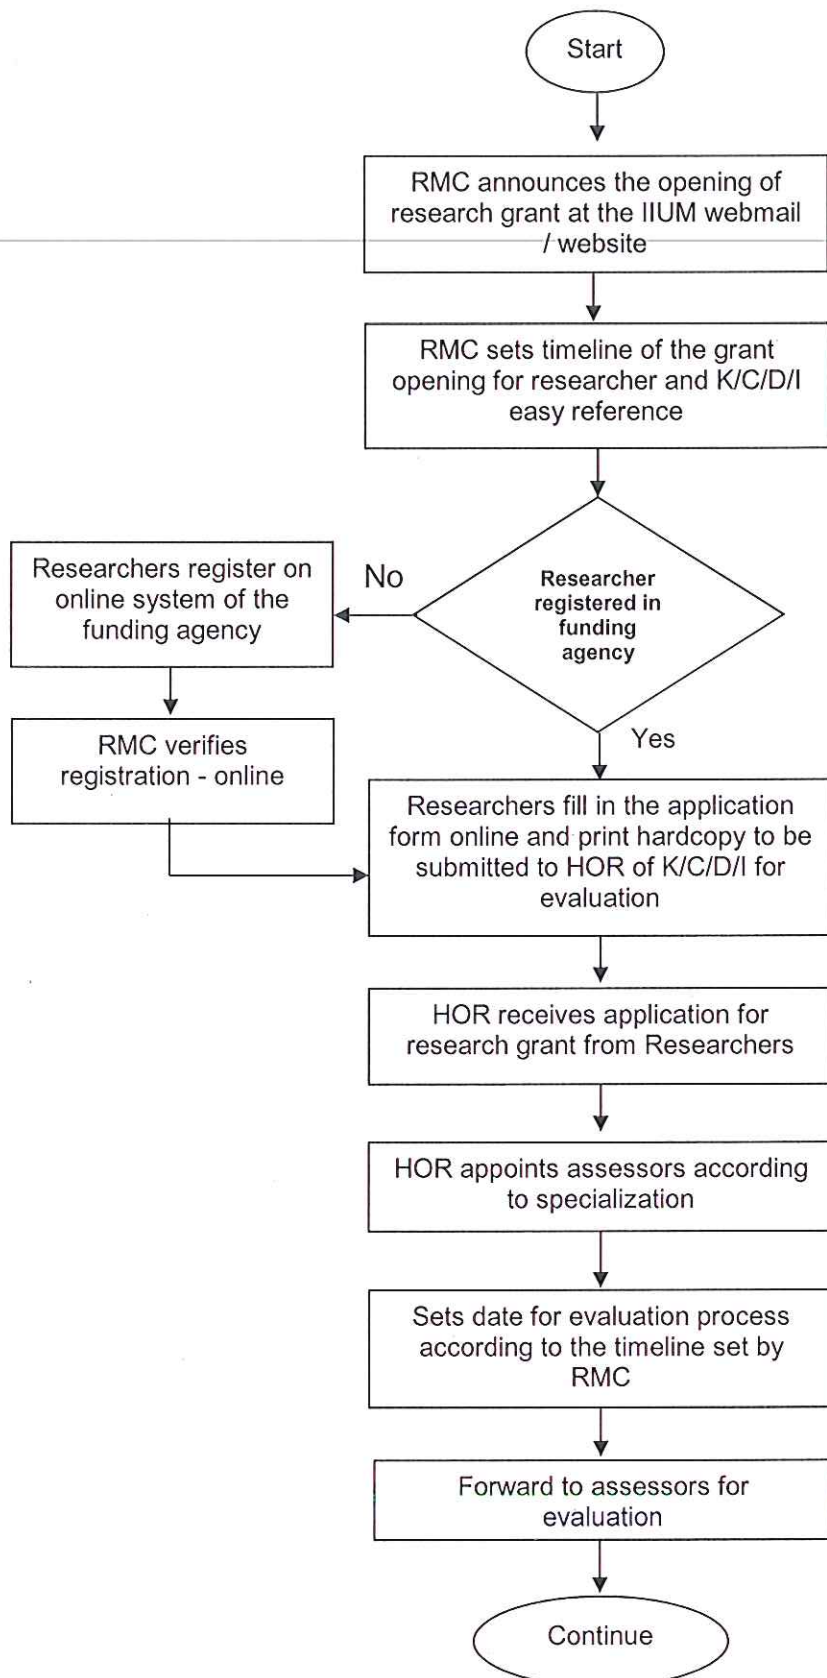 Start
RMC announces the opening of
research grant at the IIUM webmail
/ website
RMC sets timeline of the grant
opening for researcher and K/C/D/I
easy reference
Researcher
registered in
funding
agency
No
Researchers register on
online system of the
funding agency
RMC verifies
registration - online
Yes
Researchers fill in the application
form online and print hardcopy to be
submitted to HOR of K/C/D/I for
evaluation
HOR receives application for
research grant from Researchers
HOR appoints assessors according
to specialization
Sets date for evaluation process
according to the timeline set by
RMC
Forward to assessors for
evaluation
Continue